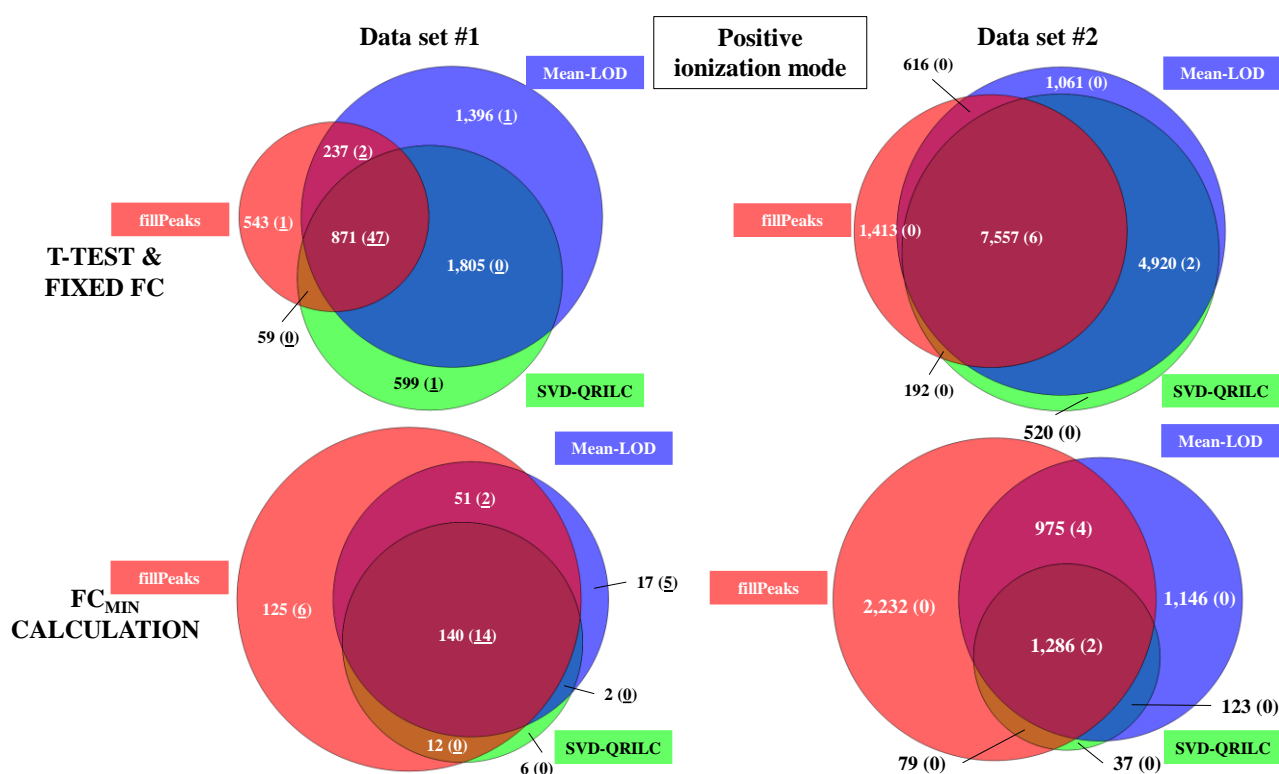 Data set #1
Positive
ionization mode
Data set #2
Mean-LOD
1,396 (1)
237 (2)
fillPeaks
543 (1)
871 (47)
1,805 (0)
59 (0)
599 (1)
SVD-QRILC
T-TEST &
FIXED FC
616 (0)
1,061 (0)
Mean-LOD
fillPeaks
1,413 (0)
7,557 (6)
4,920 (2)
192 (0)
520 (0)
SVD-QRILC
Mean-LOD
51 (2)
fillPeaks
17 (5)
125 (6)
140 (14)
2 (0)
12 (0)
6 (0)
SVD-QRILC
FCMIN
CALCULATION
Mean-LOD
975 (4)
fillPeaks
2,232 (0)
1,146 (0)
1,286 (2)
123 (0)
79 (0)
37 (0)
SVD-QRILC